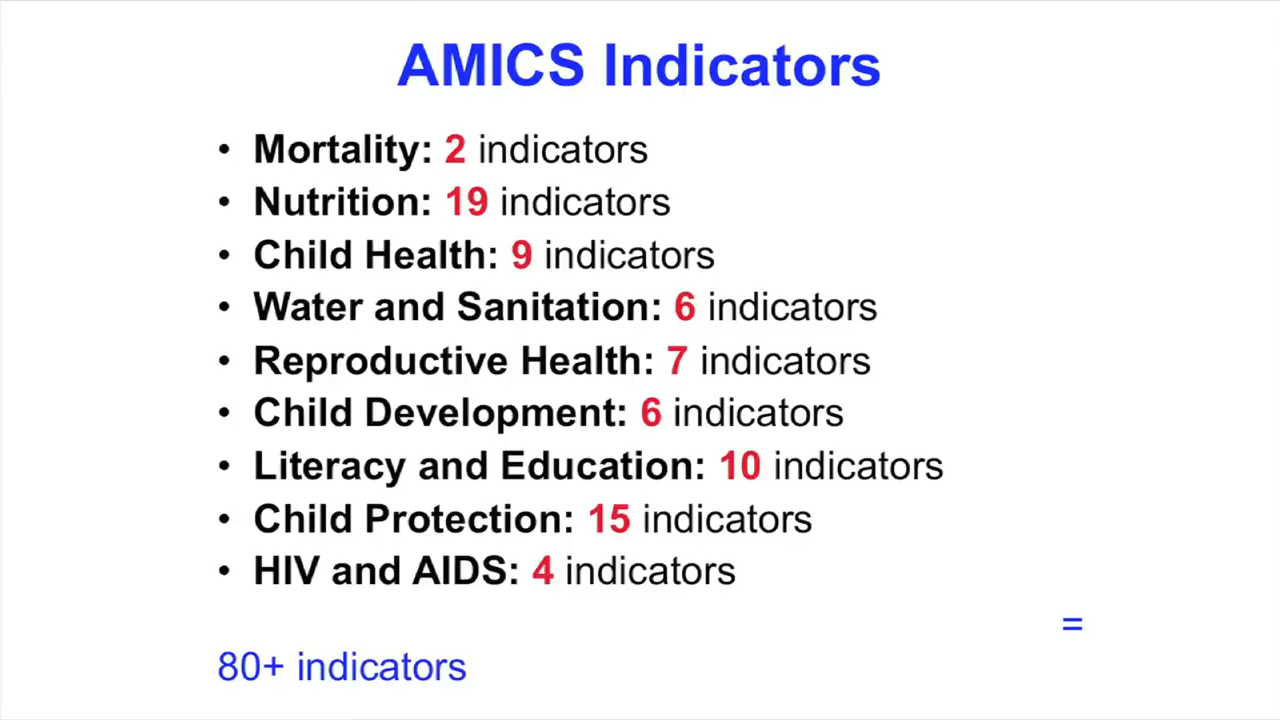 AMICS Indicators
• Mortality: 2 indicators
• Nutrition: 19 indicators
• Child Health: 9 indicators
• Water and Sanitation: 6 indicators
• Reproductive Health: 7 indicators
• Child Development: 6 indicators
• Literacy and Education: 10 indicators
• Child Protection: 15 indicators
• HIV and AIDS: 4 indicators
=
80+ indicators